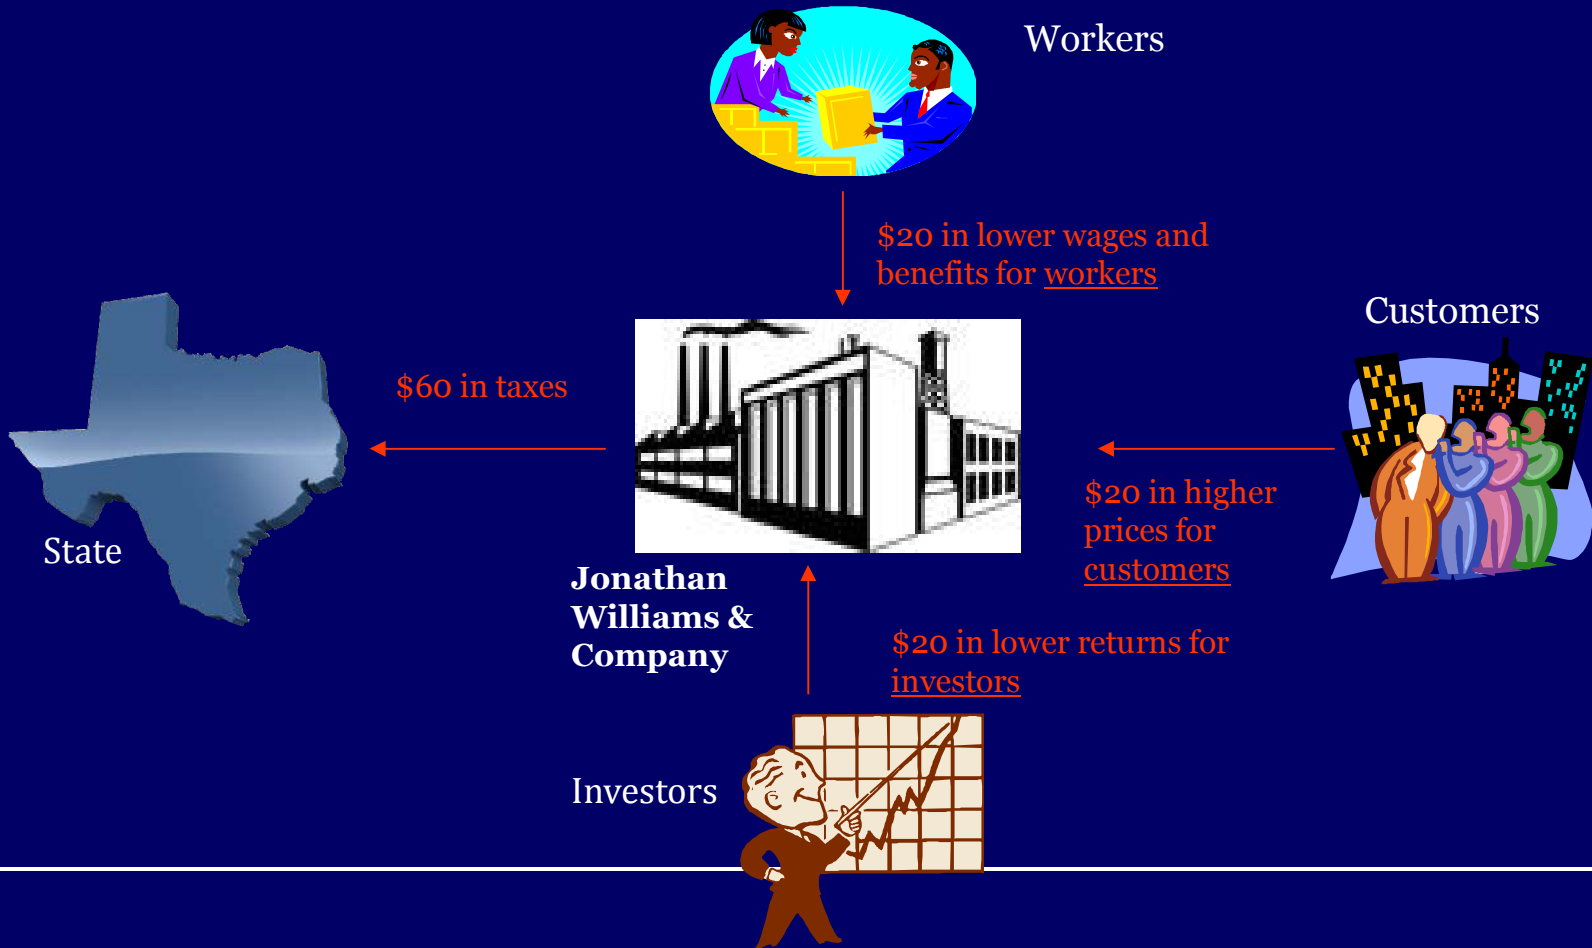 Workers
$20 in lower wages and
benefits for workers
Customers
$60 in taxes
$20 in higher
prices for
customers
State
Jonathan
Williams &
Company
$20 in lower returns for
investors
Investors